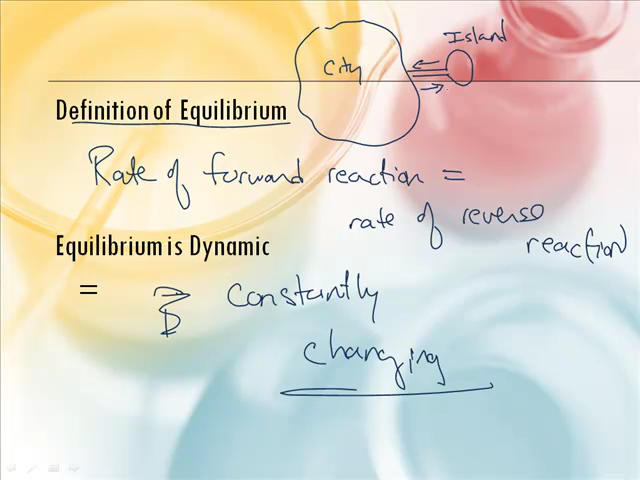 Island
City
Definition of Equilibrium
Rate of forward reaction =
rate of reverse
reaction
Equilibrium is Dynamic
= constantly
changing